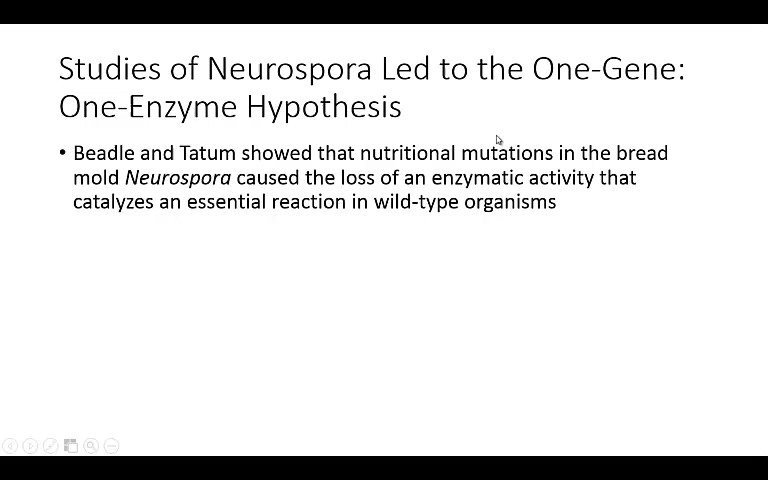 Studies of Neurospora Led to the One-Gene:
One-Enzyme Hypothesis
• Beadle and Tatum showed that nutritional mutations in the bread
mold Neurospora caused the loss of an enzymatic activity that
catalyzes an essential reaction in wild-type organisms